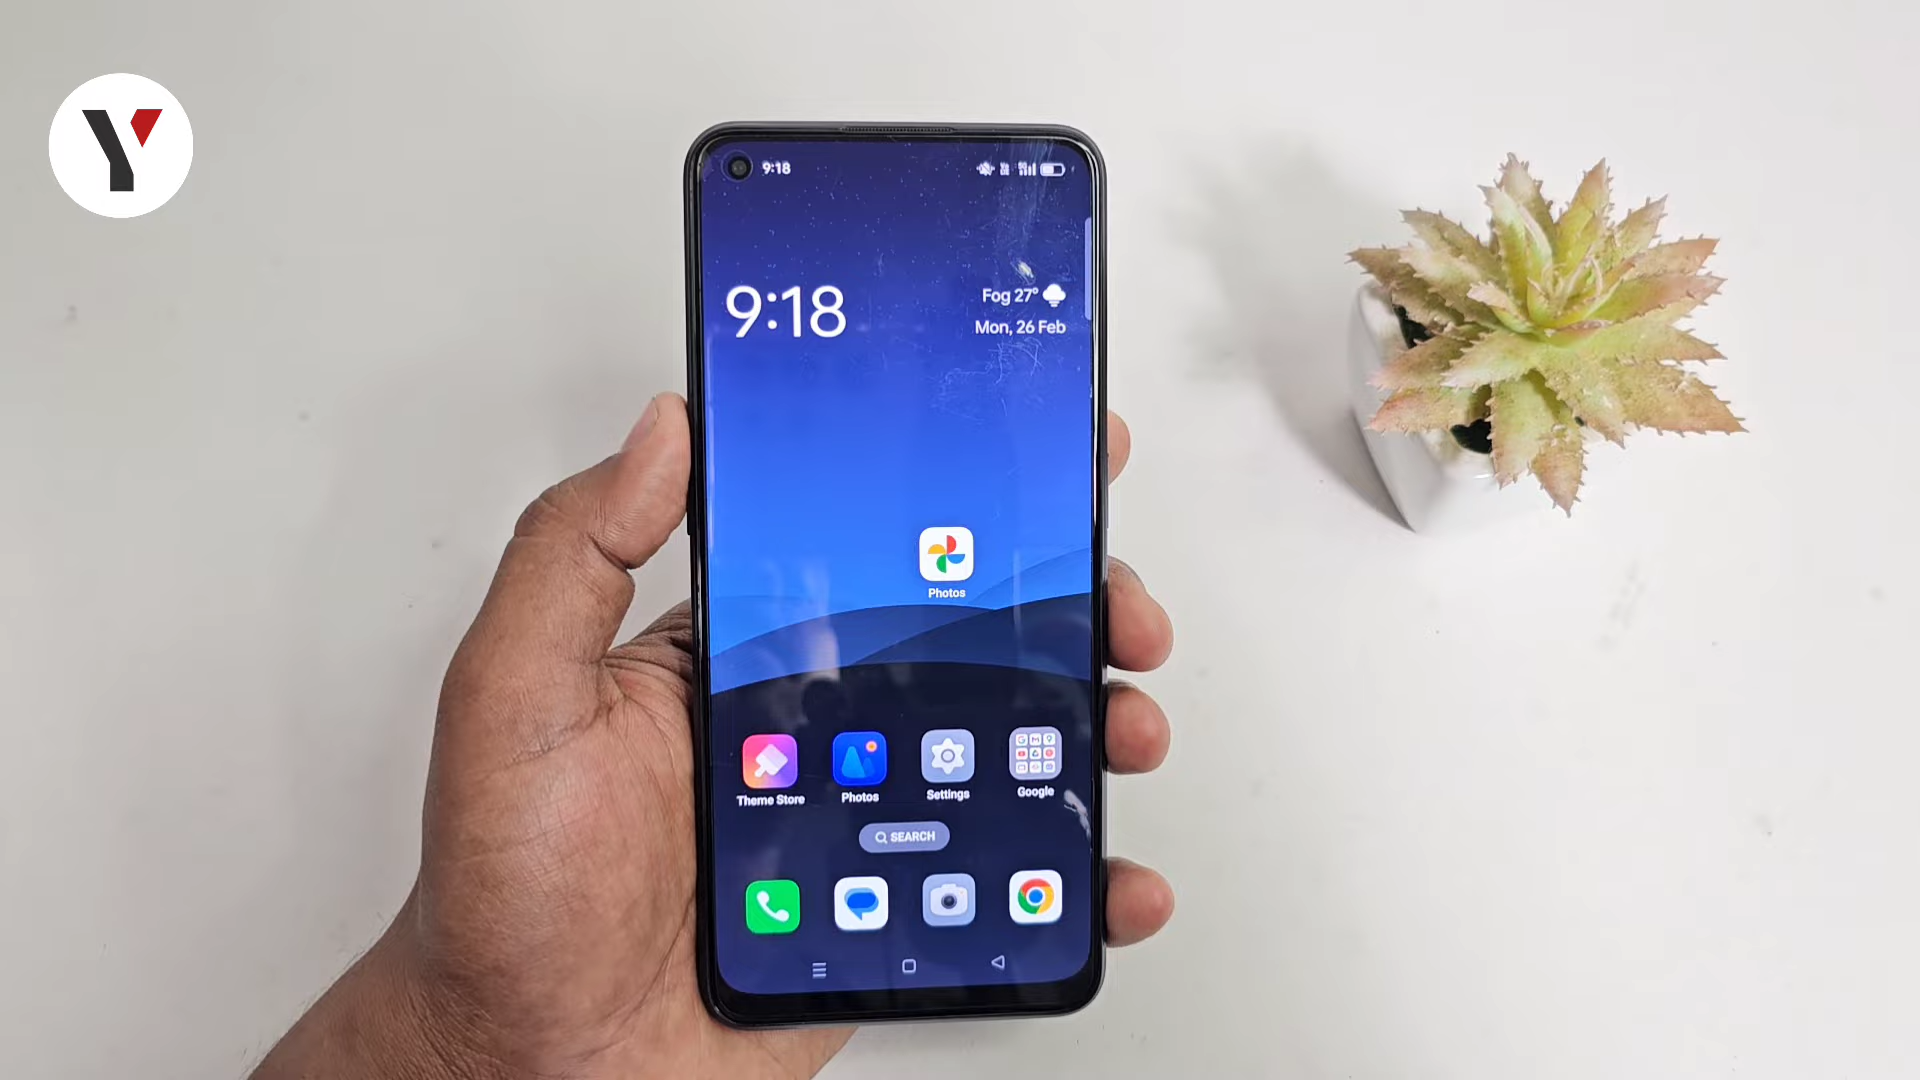 Y
9:18
9:18
Fog 27°
Mon, 26 Feb
Photos
Theme Store
Photos
Settings
Google
SEARCH